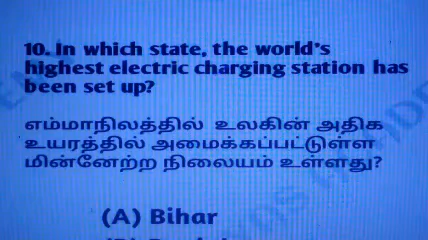 10. In which state, the world's
highest electric charging station has
been set up?
எம்மாநிலத்தில் உலகின் அதிக
உயரத்தில் அமைக்கப்பட்டுள்ள
மின்னேற்ற நிலையம் உள்ளது?
(A) Bihar